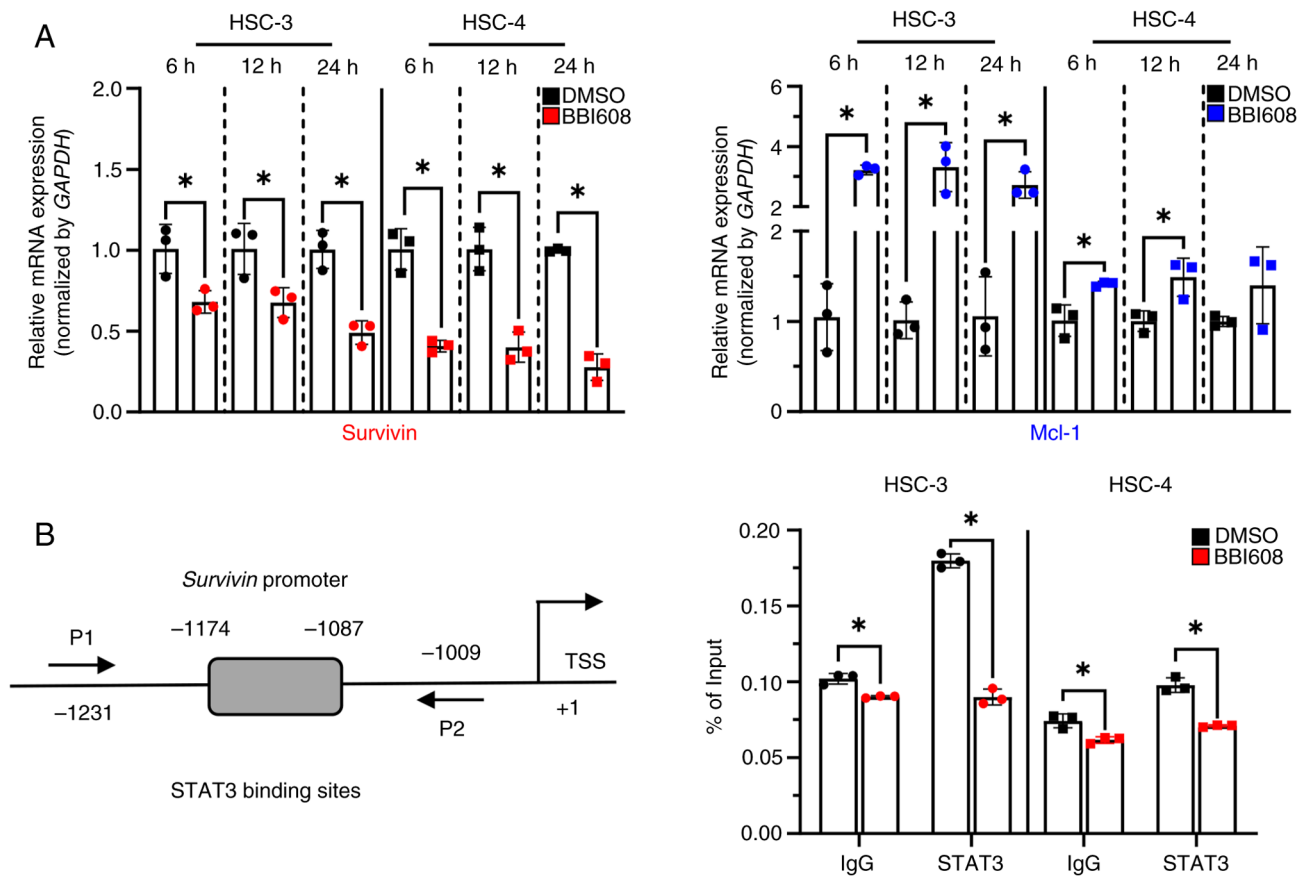 A
HSC-3
HSC-4
6 h
12 h
24 h
6 h
12 h
24 h
DMSO
BBI608
Relative mRNA expression
(normalized by GAPDH)
2.0
1.5
1.0
0.5
0.0
*
*
*
*
*
*
Survivin
HSC-3
HSC-4
6 h
12 h
24 h
6 h
12 h
24 h
DMSO
BBI608
Relative mRNA expression
(normalized by GAPDH)
6
4
2
2
1
0
*
*
*
*
*
Mcl-1
B
Survivin promoter
–1174
–1087
P1
–1231
–1009
P2
TSS
+1
STAT3 binding sites
HSC-3
HSC-4
DMSO
BBI608
% of Input
0.20
0.15
0.10
0.05
0.00
*
*
*
*
IgG
STAT3
IgG
STAT3